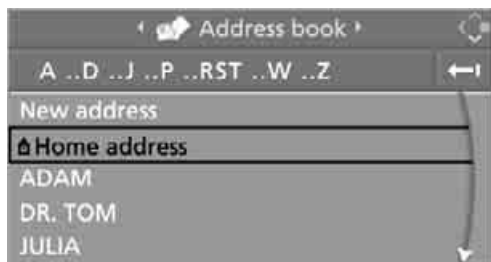 Address book
A ..D ..J ..P ..RST ..W ..Z
New address
Home address
ADAM
DR. TOM
JULIA